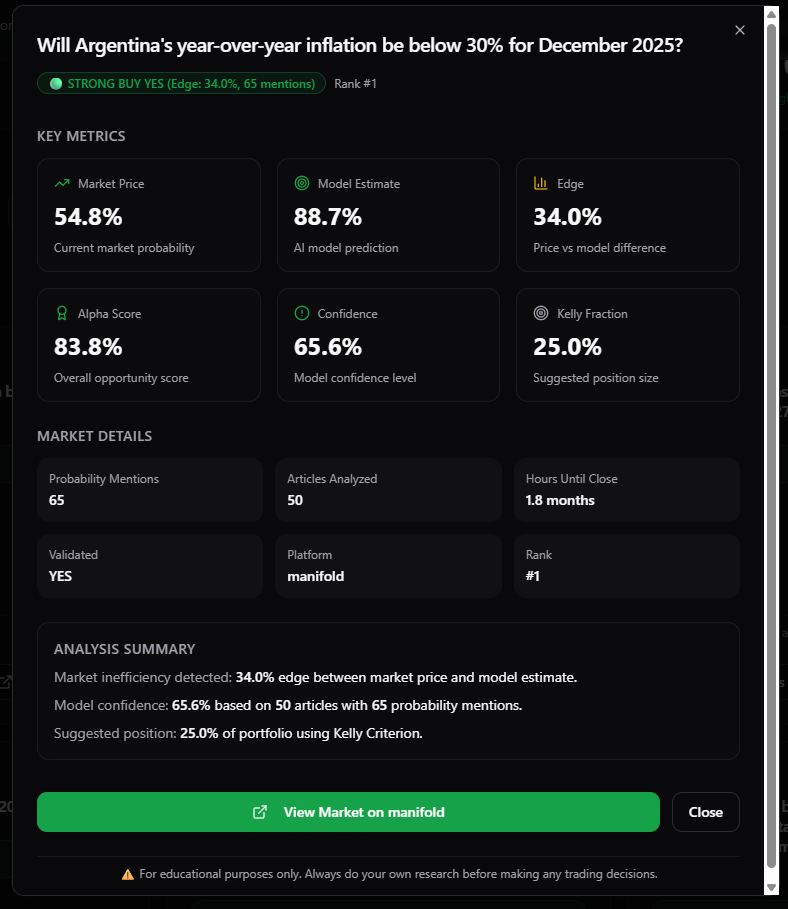 Will Argentina's year-over-year inflation be below 30% for December 2025?
STRONG BUY YES (Edge: 34.0%, 65 mentions) Rank #1
KEY METRICS
Market Price
54.8%
Current market probability
Model Estimate
88.7%
AI model prediction
Edge
34.0%
Price vs model difference
Alpha Score
83.8%
Overall opportunity score
Confidence
65.6%
Model confidence level
Kelly Fraction
25.0%
Suggested position size
MARKET DETAILS
Probability Mentions
65
Articles Analyzed
50
Hours Until Close
1.8 months
Validated
YES
Platform
manifold
Rank
#1
ANALYSIS SUMMARY
Market inefficiency detected: 34.0% edge between market price and model estimate.
Model confidence: 65.6% based on 50 articles with 65 probability mentions.
Suggested position: 25.0% of portfolio using Kelly Criterion.
View Market on manifold
Close
For educational purposes only. Always do your own research before making any trading decisions.